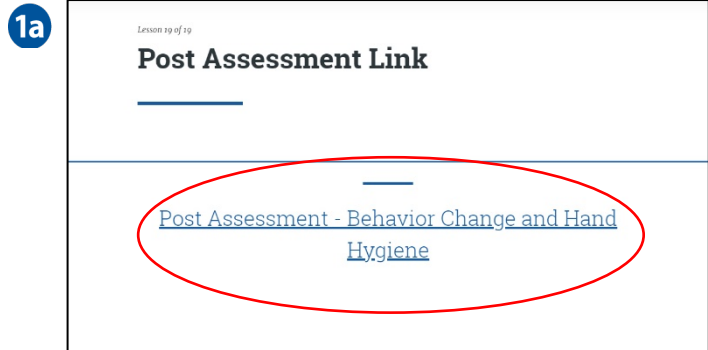 1a
Lesson 19 of 19
Post Assessment Link
Post Assessment - Behavior Change and Hand
Hygiene